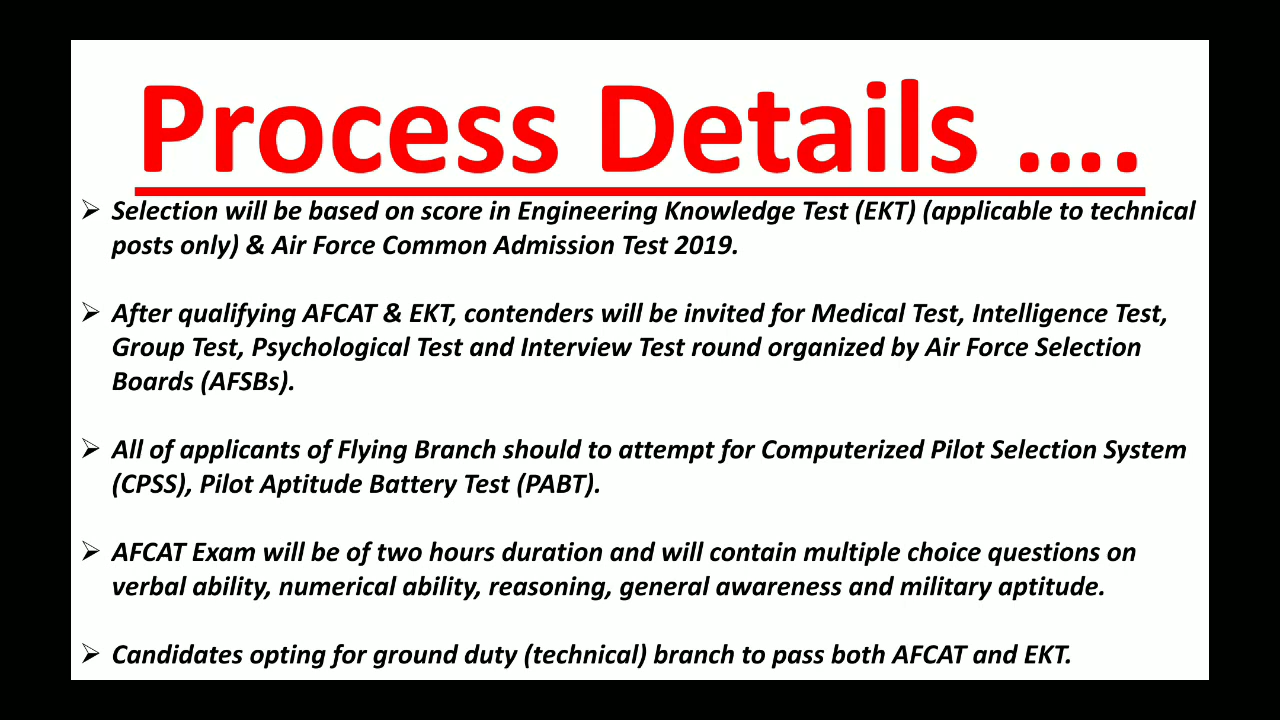 Process Details ....
➢ Selection will be based on score in Engineering Knowledge Test (EKT) (applicable to technical
posts only) & Air Force Common Admission Test 2019.
➢ After qualifying AFCAT & EKT, contenders will be invited for Medical Test, Intelligence Test,
Group Test, Psychological Test and Interview Test round organized by Air Force Selection
Boards (AFSBs).
➢ All of applicants of Flying Branch should to attempt for Computerized Pilot Selection System
(CPSS), Pilot Aptitude Battery Test (PABT).
➢ AFCAT Exam will be of two hours duration and will contain multiple choice questions on
verbal ability, numerical ability, reasoning, general awareness and military aptitude.
➢ Candidates opting for ground duty (technical) branch to pass both AFCAT and EKT.